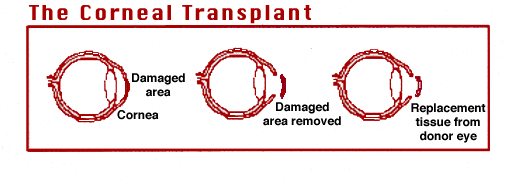 The Corneal Transplant
Damaged
area
Cornea
Damaged
area removed
Replacement
tissue from
donor eye